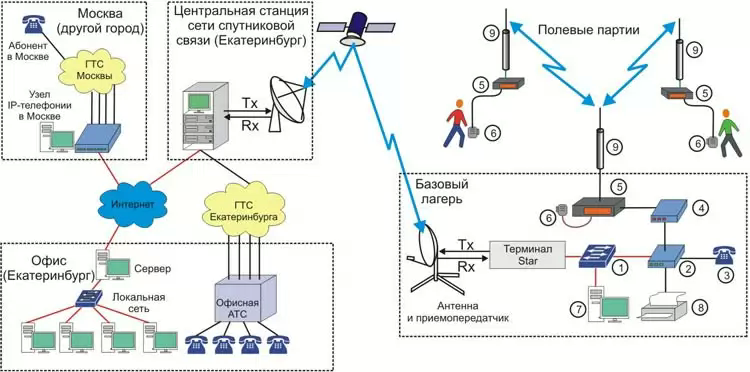 Москва
(другой город)
Абонент
в Москве
ГТС
Москвы
Узел
IP-телефонии
в Москве
Центральная станция
сети спутниковой
связи (Екатеринбург)
Tx
Rx
Интернет
ГТС
Екатеринбурга
Офис
(Екатеринбург)
Сервер
Локальная
сеть
Офисная
АТС
Полевые партии
9
5
6
9
5
6
9
Базовый
лагерь
5
6
4
Tx
Rx
Терминал
Star
1
2
3
Антенна
и приемопередатчик
7
8